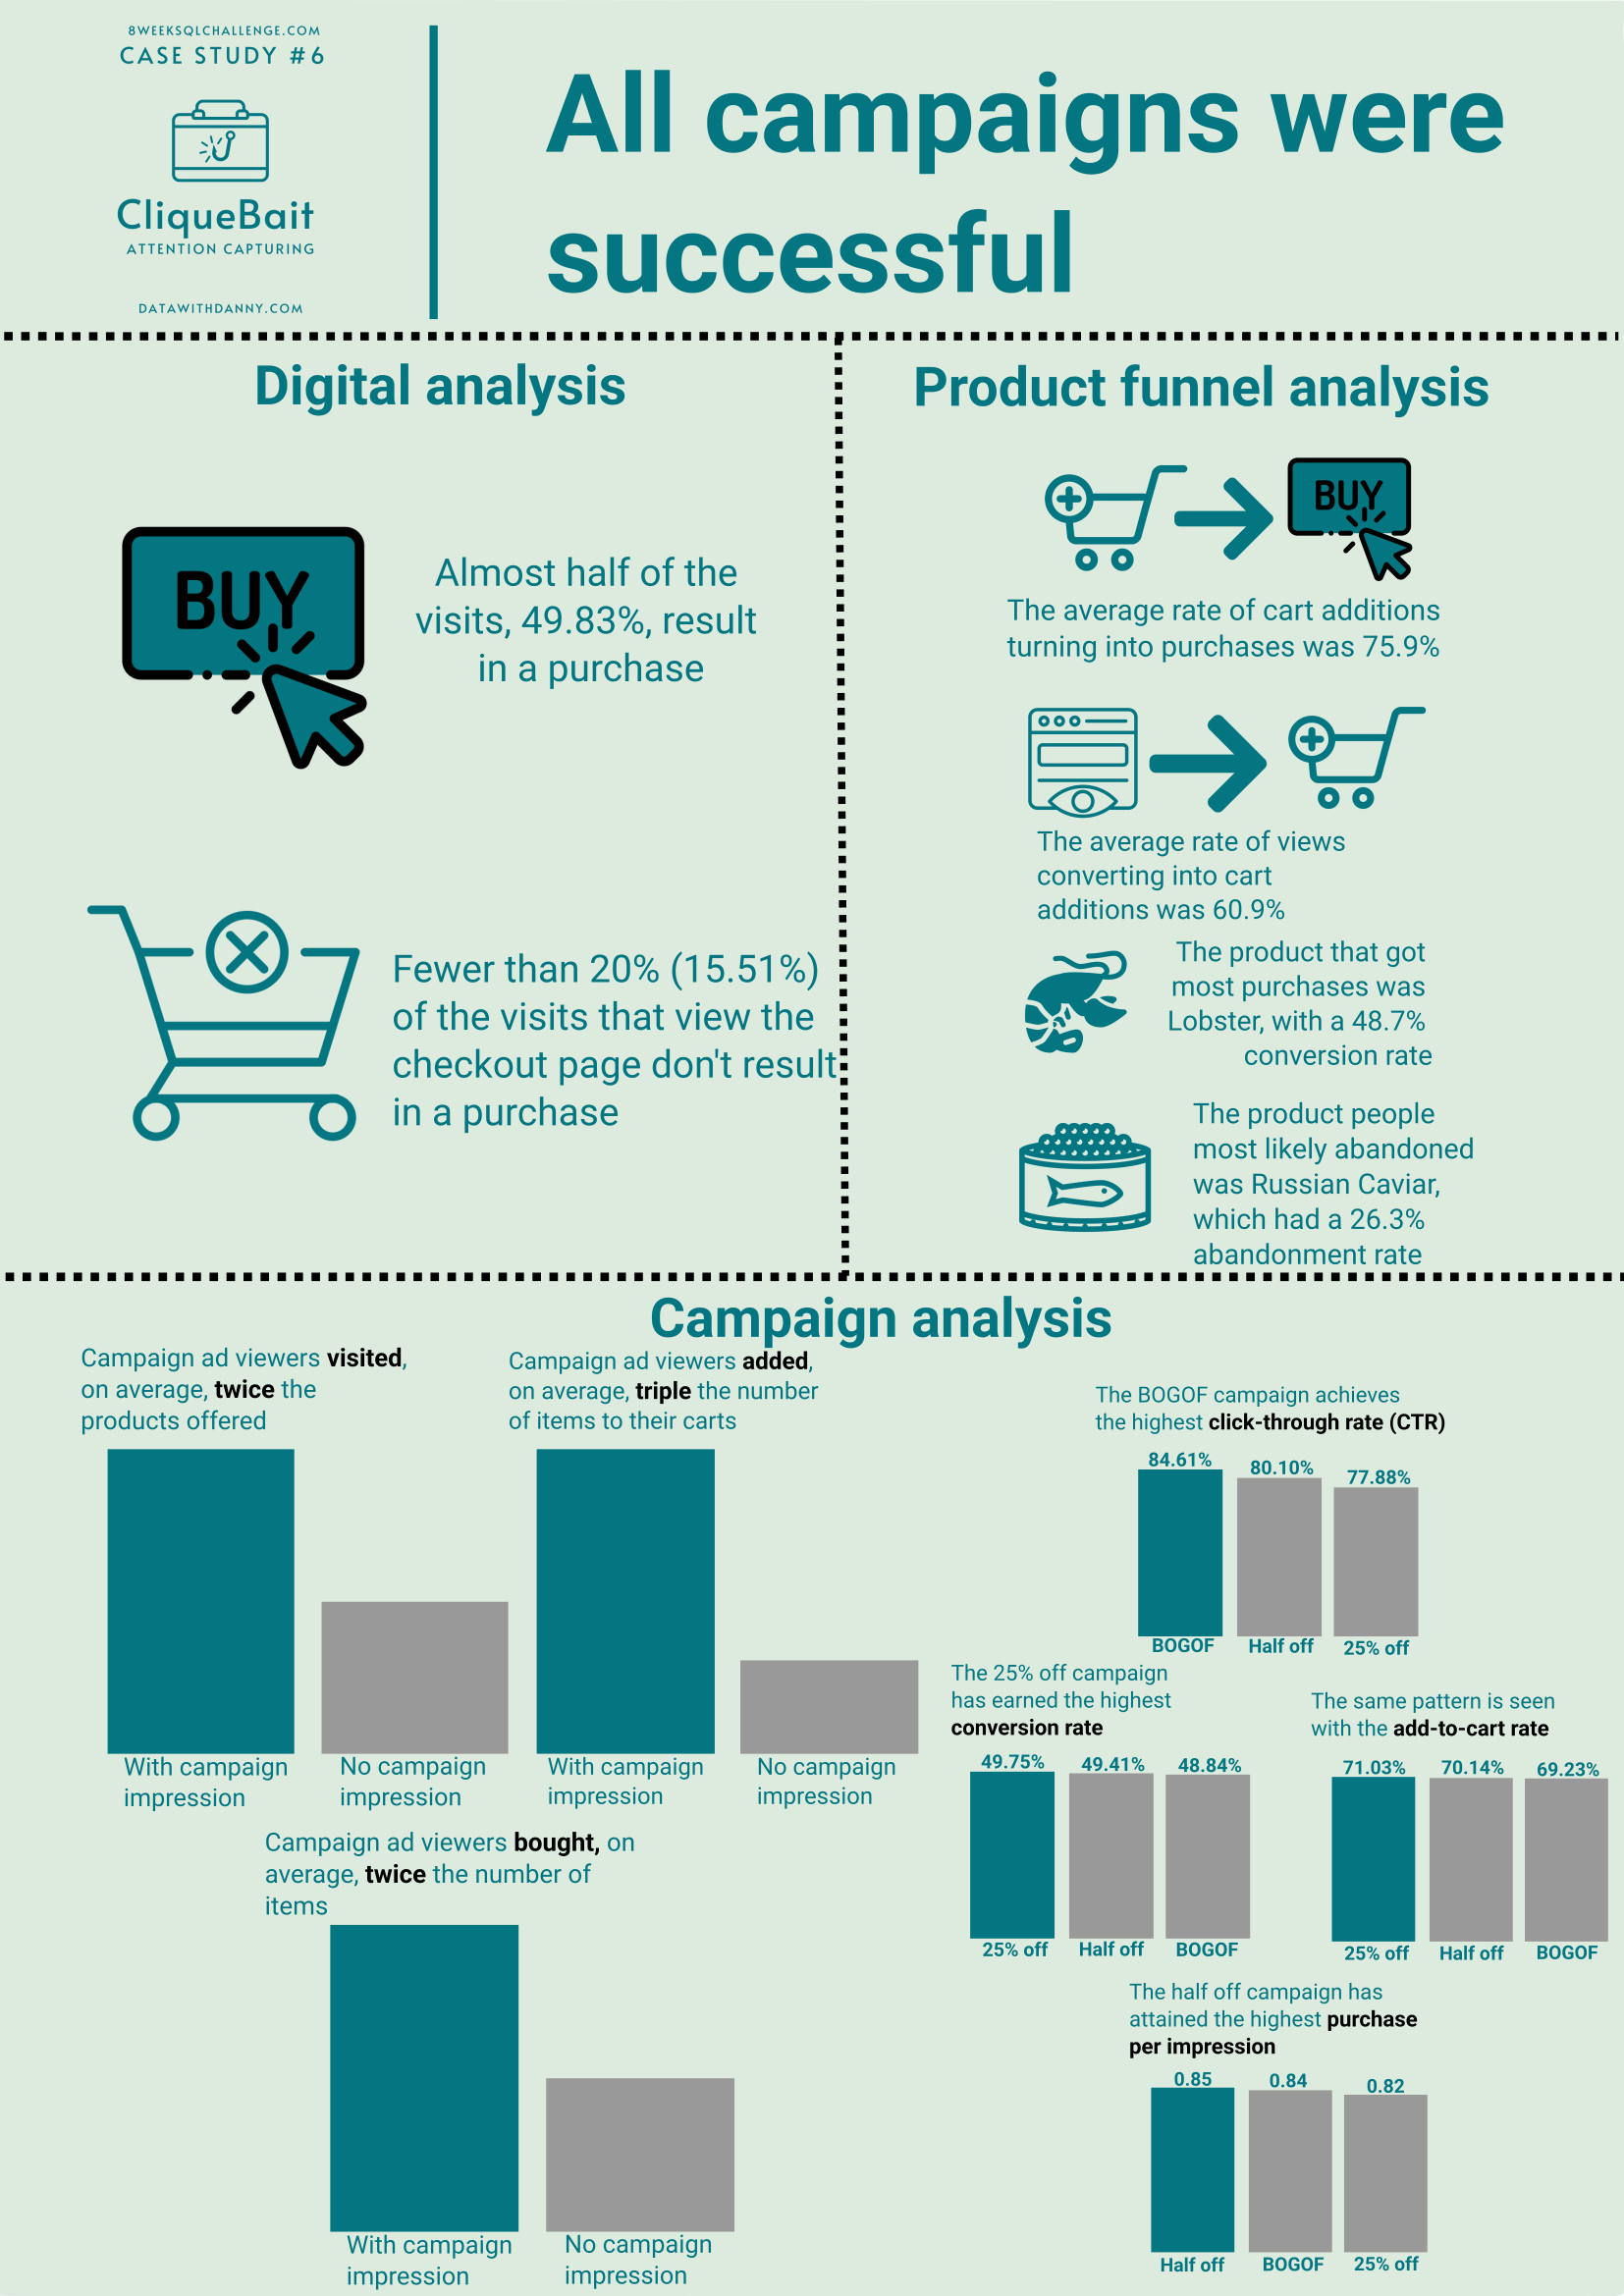 8WEEKSQLCHALLENGE.COM
CASE STUDY #6
CliqueBait
ATTENTION CAPTURING
DATAWITHDANNY.COM
All campaigns were
successful
Digital analysis
BUY
Almost half of the
visits, 49.83%, result
in a purchase
Fewer than 20% (15.51%)
of the visits that view the
checkout page don't result
in a purchase
Product funnel analysis
BUY
The average rate of cart additions
turning into purchases was 75.9%
The average rate of views
converting into cart
additions was 60.9%
The product that got
most purchases was
Lobster, with a 48.7%
conversion rate
The product people
most likely abandoned
was Russian Caviar,
which had a 26.3%
abandonment rate
Campaign analysis
Campaign ad viewers visited,
on average, twice the
products offered
With campaign
impression
No campaign
impression
Campaign ad viewers added,
on average, triple the number
of items to their carts
With campaign
impression
No campaign
impression
Campaign ad viewers bought, on
average, twice the number of
items
With campaign
impression
No campaign
impression
The BOGOF campaign achieves
the highest click-through rate (CTR)
84.61% 80.10% 77.88%
BOGOF Half off 25% off
The 25% off campaign
has earned the highest
conversion rate
49.75% 49.41% 48.84%
25% off Half off BOGOF
The same pattern is seen
with the add-to-cart rate
71.03% 70.14% 69.23%
25% off Half off BOGOF
The half off campaign has
attained the highest purchase
per impression
0.85 0.84 0.82
Half off BOGOF 25% off